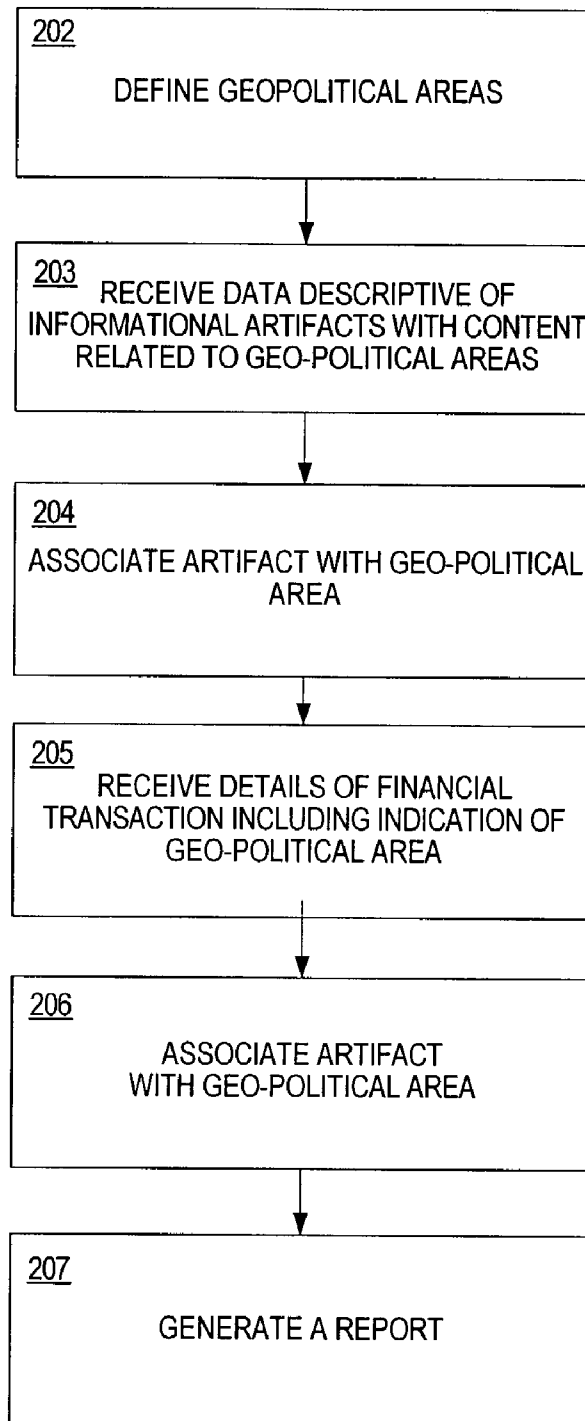 202
DEFINE GEOPOLITICAL AREAS
203
RECEIVE DATA DESCRIPTIVE OF
INFORMATIONAL ARTIFACTS WITH CONTENT
RELATED TO GEO-POLITICAL AREAS
204
ASSOCIATE ARTIFACT WITH GEO-POLITICAL
AREA
205
RECEIVE DETAILS OF FINANCIAL
TRANSACTION INCLUDING INDICATION OF
GEO-POLITICAL AREA
206
ASSOCIATE ARTIFACT
WITH GEO-POLITICAL AREA
207
GENERATE A REPORT